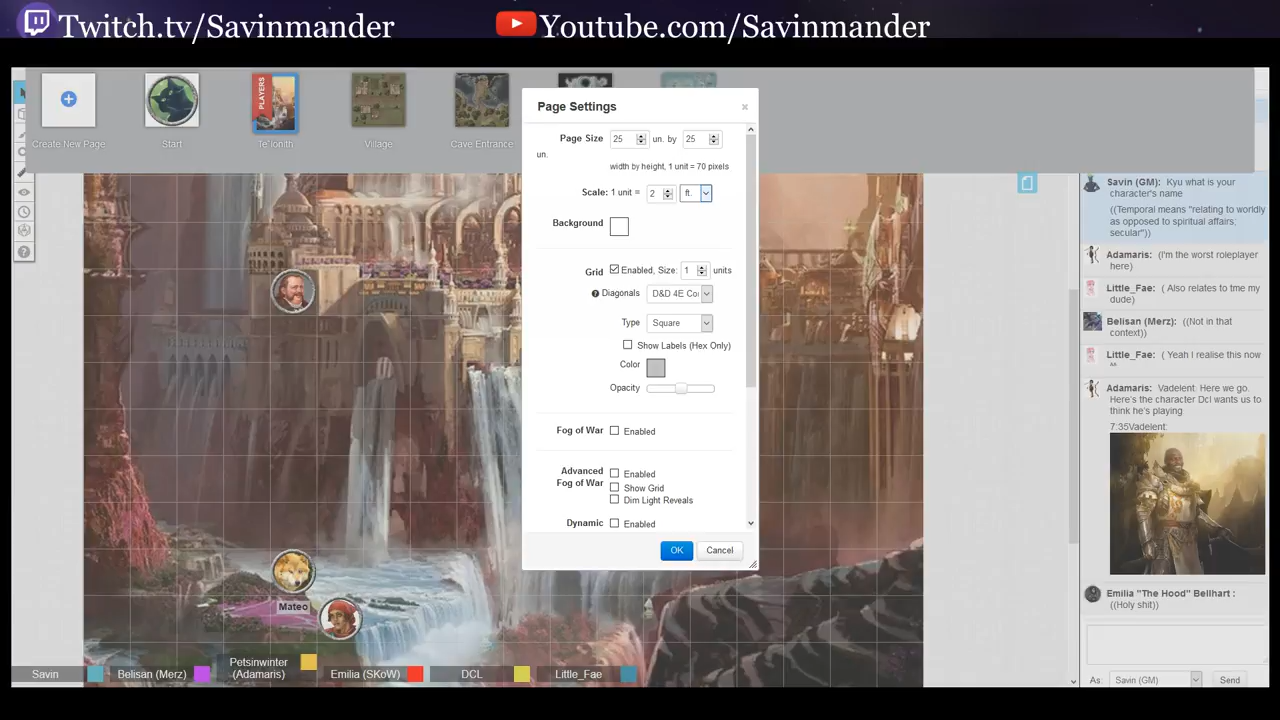 Twitch.tv/Savinmander
Youtube.com/Savinmander
PLAYERS
Create New Page
Start
Te'lonith
Village
Cave Entrance
Page Settings
×
Page Size 25 un. by 25
un.
width by height, 1 unit = 70 pixels
Scale: 1 unit = 2 ft.
Background
Grid Enabled, Size: 1 units
Diagonals D&D 4E Co
Type Square
Show Labels (Hex Only)
Color
Opacity
Fog of War Enabled
Advanced
Fog of War
Enabled
Show Grid
Dim Light Reveals
Dynamic Enabled
OK
Cancel
Savin (GM): Kyu what is your
character's name
((Temporal means "relating to worldly
as opposed to spiritual affairs;
secular"))
Adamaris: (I'm the worst roleplayer
here)
Little_Fae: ( Also relates to tme my
dude)
Belisan (Merz): ((Not in that
context))
Little_Fae: ( Yeah I realise this now
^^
Adamaris: Vadelent: Here we go.
Here's the character Dcl wants us to
think he's playing
7:35Vadelent:
Emilia "The Hood" Bellhart :
((Holy shit))
As: Savin (GM)
Send
Mateo
Savin
Belisan (Merz)
Petsinwinter
(Adamaris)
Emilia (SKoW)
DCL
Little_Fae